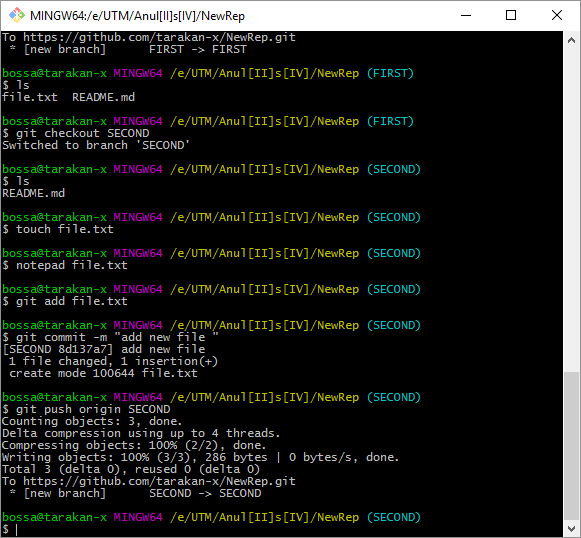 MINGW64:/e/UTM/Anul[II]s[IV]/NewRep
To https://github.com/tarakan-x/NewRep.git
 * [new branch]      FIRST -> FIRST
bossa@tarakan-x MINGW64 /e/UTM/Anul[II]s[IV]/NewRep (FIRST)
$ ls
file.txt  README.md
bossa@tarakan-x MINGW64 /e/UTM/Anul[II]s[IV]/NewRep (FIRST)
$ git checkout SECOND
Switched to branch 'SECOND'
bossa@tarakan-x MINGW64 /e/UTM/Anul[II]s[IV]/NewRep (SECOND)
$ ls
README.md
bossa@tarakan-x MINGW64 /e/UTM/Anul[II]s[IV]/NewRep (SECOND)
$ touch file.txt
bossa@tarakan-x MINGW64 /e/UTM/Anul[II]s[IV]/NewRep (SECOND)
$ notepad file.txt
bossa@tarakan-x MINGW64 /e/UTM/Anul[II]s[IV]/NewRep (SECOND)
$ git add file.txt
bossa@tarakan-x MINGW64 /e/UTM/Anul[II]s[IV]/NewRep (SECOND)
$ git commit -m "add new file "
[SECOND 8d137a7] add new file
 1 file changed, 1 insertion(+)
 create mode 100644 file.txt
bossa@tarakan-x MINGW64 /e/UTM/Anul[II]s[IV]/NewRep (SECOND)
$ git push origin SECOND
Counting objects: 3, done.
Delta compression using up to 4 threads.
Compressing objects: 100% (2/2), done.
Writing objects: 100% (3/3), 286 bytes | 0 bytes/s, done.
Total 3 (delta 0), reused 0 (delta 0)
To https://github.com/tarakan-x/NewRep.git
 * [new branch]      SECOND -> SECOND
bossa@tarakan-x MINGW64 /e/UTM/Anul[II]s[IV]/NewRep (SECOND)
$